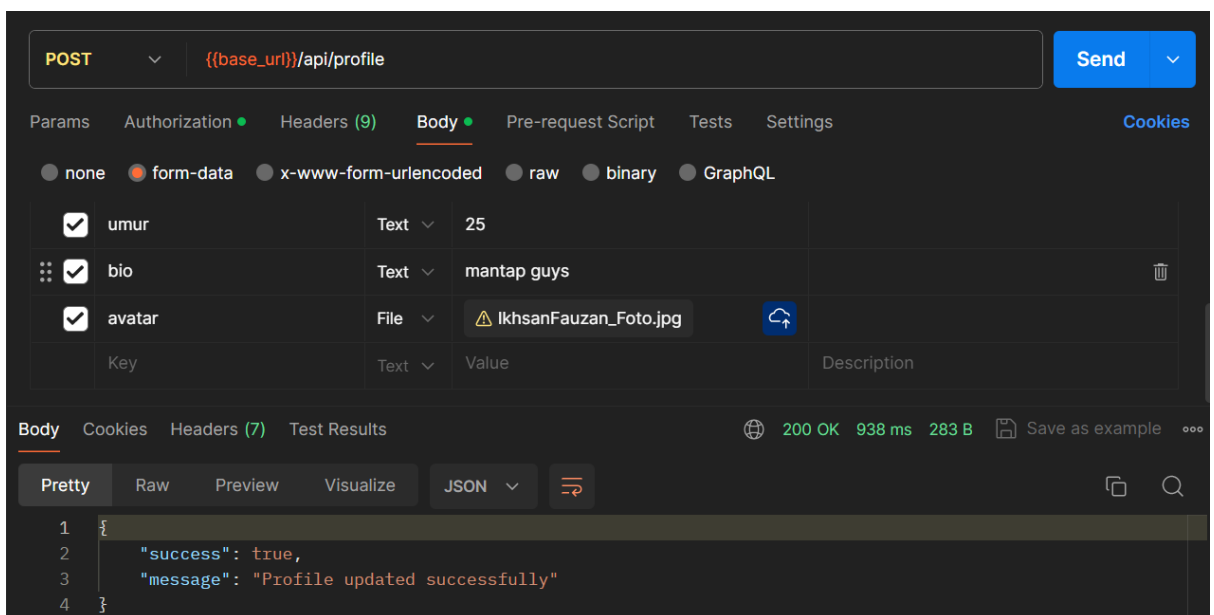 POST {{base_url}}/api/profile Send
Params Authorization Headers (9) Body Pre-request Script Tests Settings Cookies
none form-data x-www-form-urlencoded raw binary GraphQL
umur Text 25
bio Text mantap guys
avatar File IkhsanFauzan_Foto.jpg
Key Text Value Description
Body Cookies Headers (7) Test Results 200 OK 938 ms 283 B Save as example
Pretty Raw Preview Visualize JSON
1 {
2 "success": true,
3 "message": "Profile updated successfully"
4 }